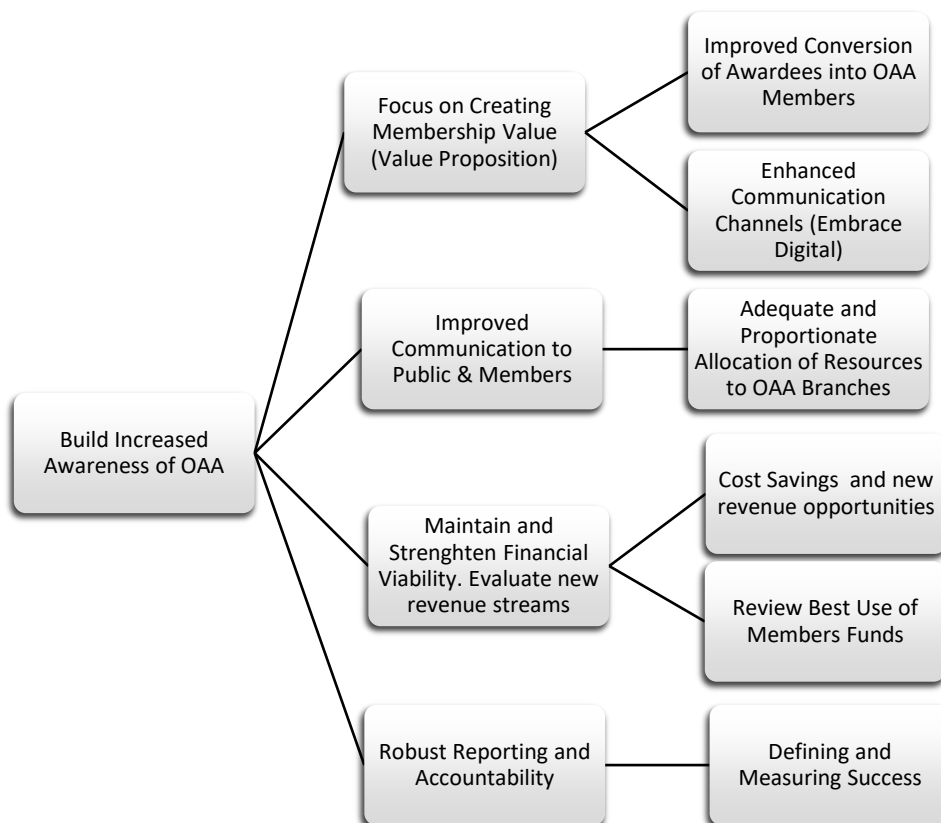 Build Increased
Awareness of OAA
Focus on Creating
Membership Value
(Value Proposition)
Improved Conversion
of Awardees into OAA
Members
Enhanced
Communication
Channels (Embrace
Digital)
Improved
Communication to
Public & Members
Adequate and
Proportionate
Allocation of Resources
to OAA Branches
Maintain and
Strenghten Financial
Viability. Evaluate new
revenue streams
Cost Savings and new
revenue opportunities
Review Best Use of
Members Funds
Robust Reporting and
Accountability
Defining and
Measuring Success